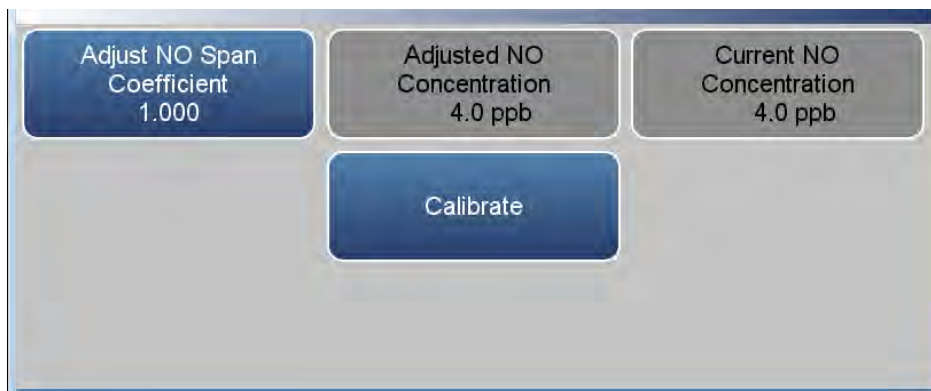 Adjust NO Span
Coefficient
1.000
Adjusted NO
Concentration
4.0 ppb
Current NO
Concentration
4.0 ppb
Calibrate